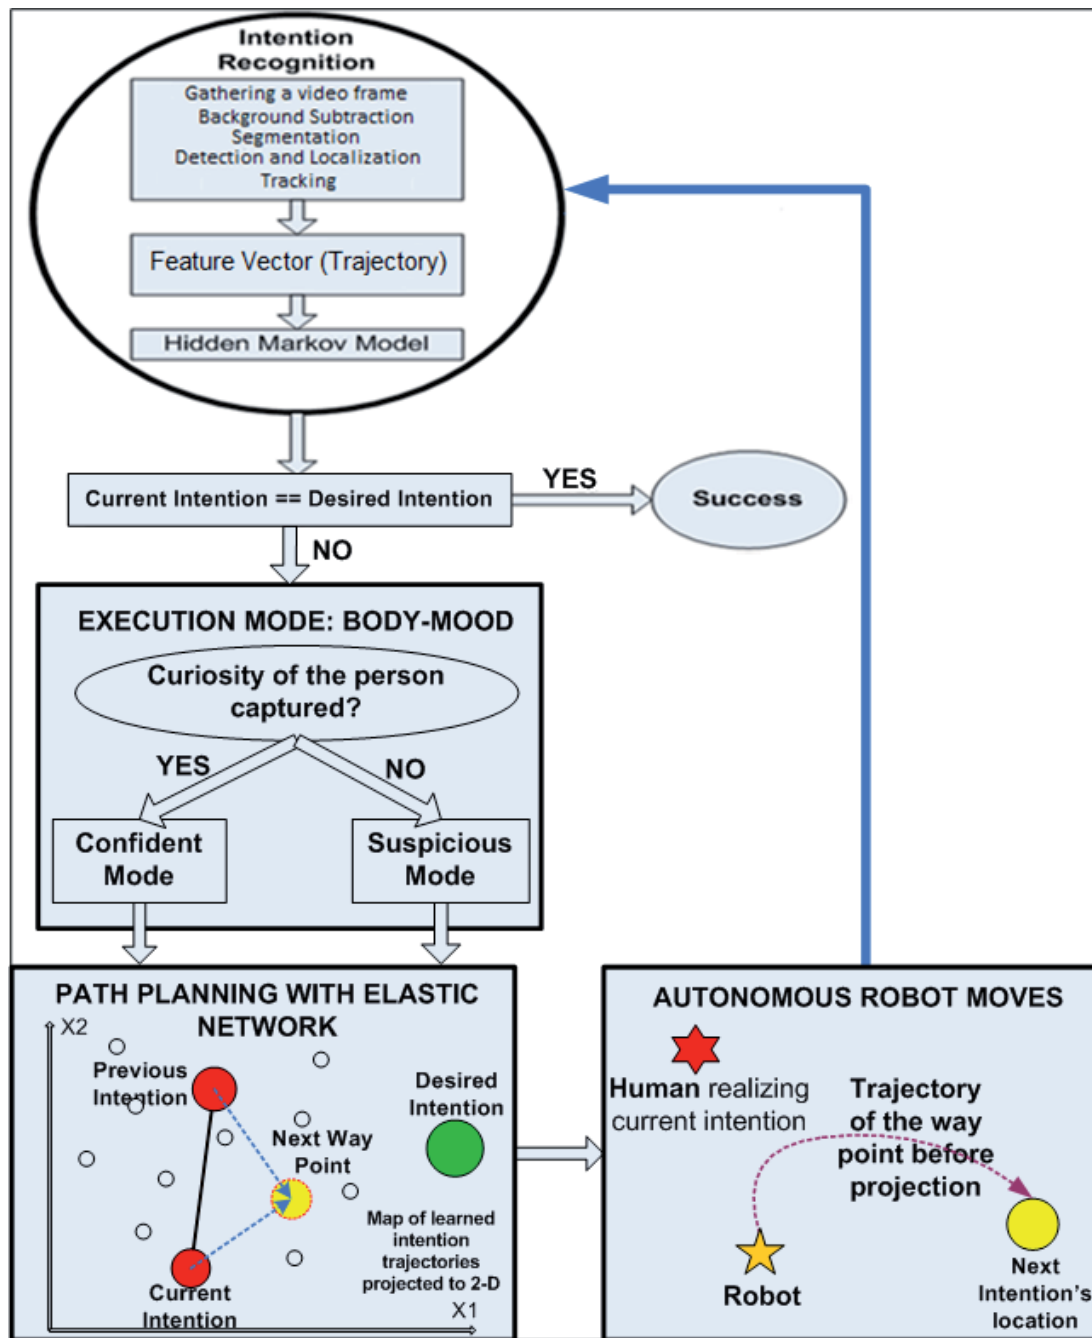 Intention
Recognition
Gathering a video frame
Background Subtraction
Segmentation
Detection and Localization
Tracking
Feature Vector (Trajectory)
Hidden Markov Model
Current Intention == Desired Intention
YES
Success
NO
EXECUTION MODE: BODY-MOOD
Curiosity of the person
captured?
YES
NO
Confident
Mode
Suspicious
Mode
PATH PLANNING WITH ELASTIC
NETWORK
X2
Previous
Intention
Desired
Intention
Next Way
Point
Map of learned
intention
trajectories
projected to 2-D
Current
Intention
X1
AUTONOMOUS ROBOT MOVES
Human realizing
current intention
Trajectory
of the way
point before
projection
Robot
Next
Intention's
location